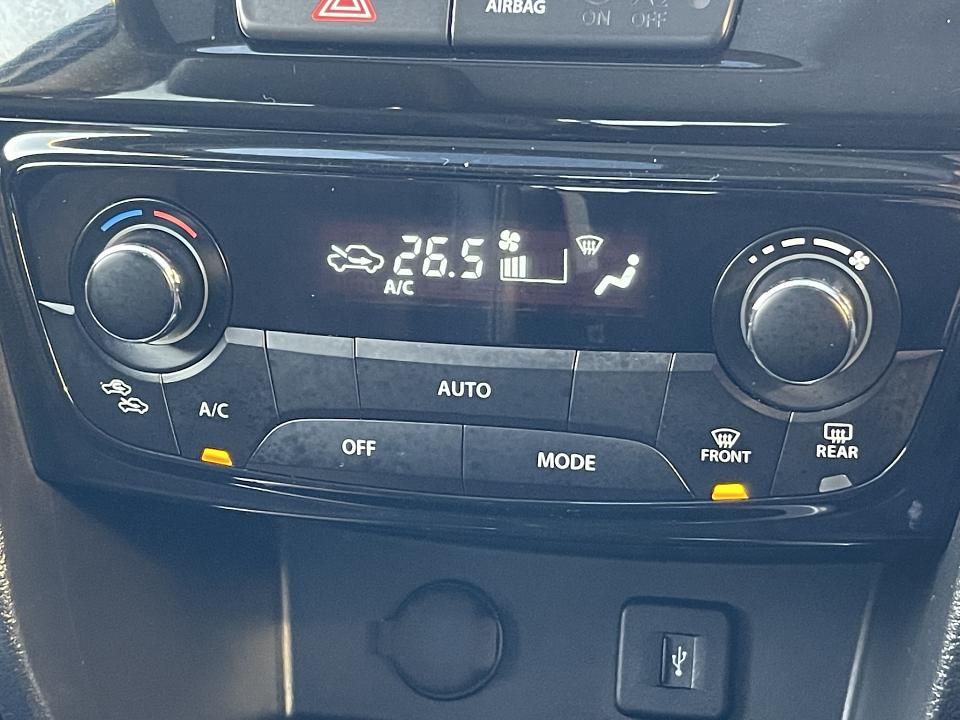 AIRBAG
ON OFF
26.5
A/C
A/C
AUTO
OFF
MODE
FRONT
REAR